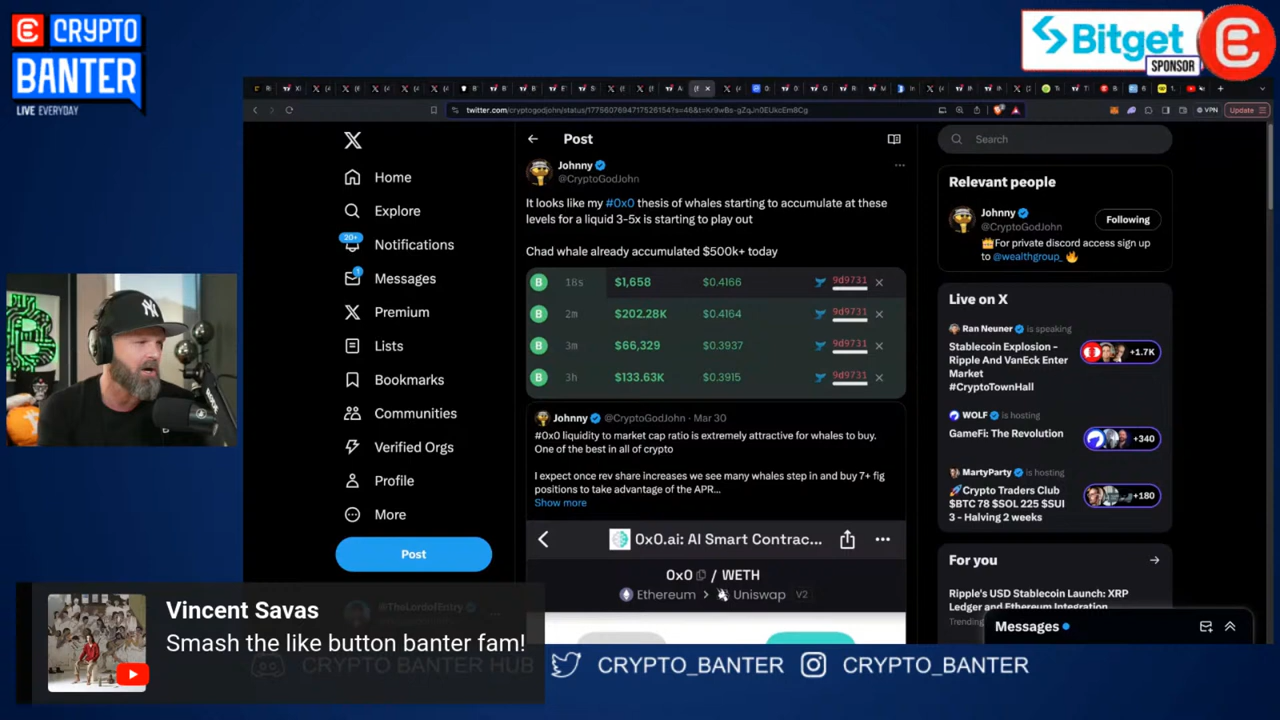 CRYPTO
BANTER
LIVE EVERYDAY
Bitget
SPONSOR
twitter.com/cryptogodjohn/status/1775607694717526154?s=46&t=Kr9wBs-gZqJn0EUkcEm8Cg
VPN
Update
Home
Explore
20+
Notifications
1
Messages
Premium
Lists
Bookmarks
Communities
Verified Orgs
Profile
More
Post
@TheLordofEntry
Post
Johnny
@CryptoGodJohn
It looks like my #0x0 thesis of whales starting to accumulate at these
levels for a liquid 3-5x is starting to play out
Chad whale already accumulated $500k+ today
B 18s $1,658 $0.4166 9d9731
B 2m $202.28K $0.4164 9d9731
B 3m $66,329 $0.3937 9d9731
B 3h $133.63K $0.3915 9d9731
Johnny @CryptoGodJohn · Mar 30
#0x0 liquidity to market cap ratio is extremely attractive for whales to buy.
One of the best in all of crypto
I expect once rev share increases we see many whales step in and buy 7+ fig
positions to take advantage of the APR...
Show more
0x0.ai: AI Smart Contrac...
0x0 / WETH
Ethereum > Uniswap V2
Search
Relevant people
Johnny
@CryptoGodJohn
Following
For private discord access sign up
to @wealthgroup_
Live on X
Ran Neuner is speaking
Stablecoin Explosion -
Ripple And VanEck Enter
Market
#CryptoTownHall
+1.7K
WOLF is hosting
GameFi: The Revolution
+340
MartyParty is hosting
Crypto Traders Club
$BTC 78 $SOL 225 $SUI
3 - Halving 2 weeks
+180
For you
Ripple's USD Stablecoin Launch: XRP
Ledger and Ethereum Integration
Trending
Messages
Vincent Savas
Smash the like button banter fam!
CRYPTO BANTER HUB
CRYPTO_BANTER
CRYPTO_BANTER